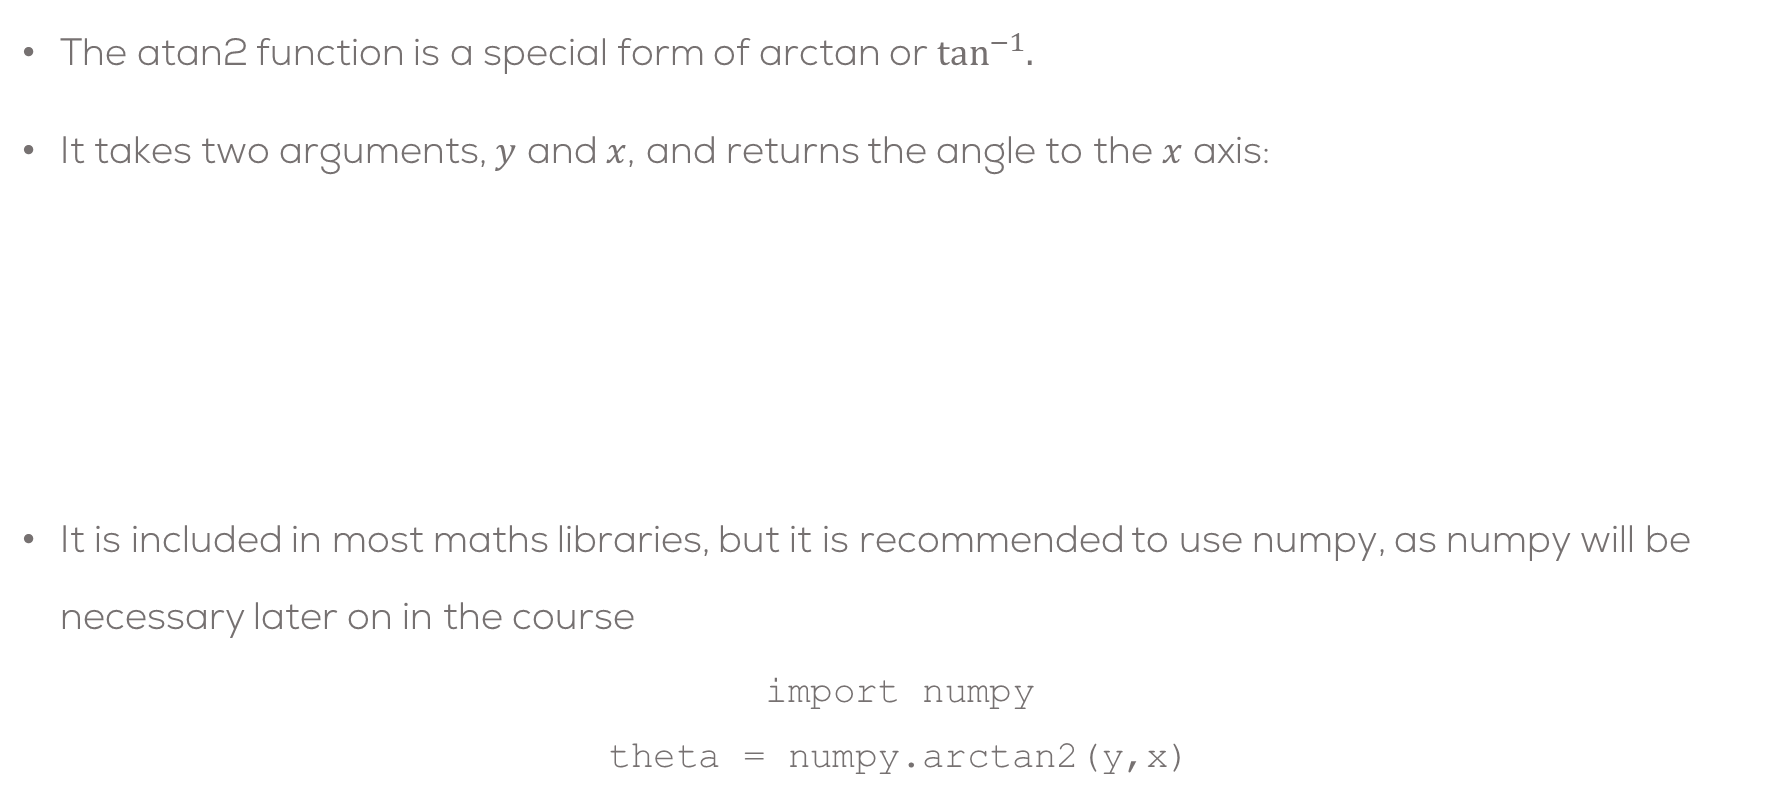 • The atan2 function is a special form of arctan or tan⁻¹.
• It takes two arguments, y and x, and returns the angle to the x axis:
• It is included in most maths libraries, but it is recommended to use numpy, as numpy will be
necessary later on in the course
import numpy
theta = numpy.arctan2(y,x)